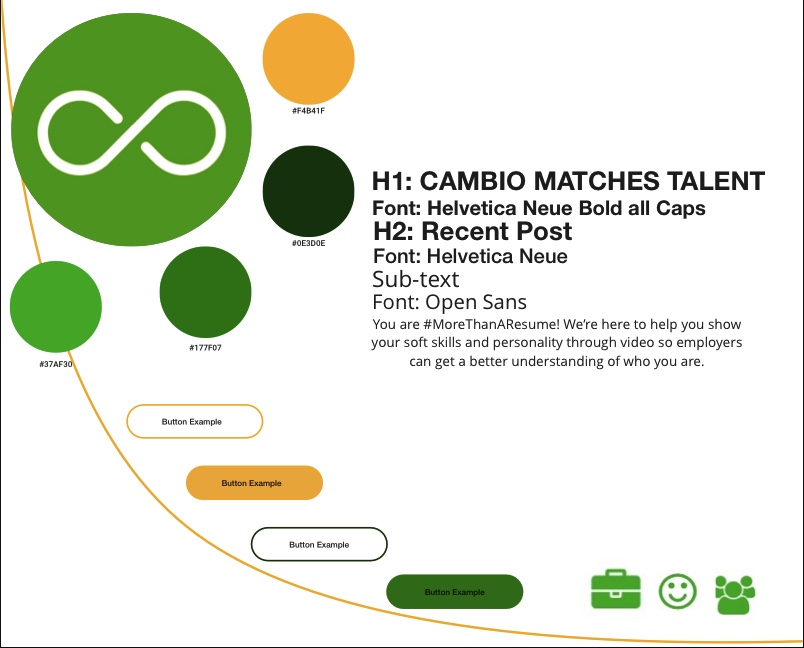 #F4B41F
#0E3D0E
#177F07
#37AF30
H1: CAMBIO MATCHES TALENT
Font: Helvetica Neue Bold all Caps
H2: Recent Post
Font: Helvetica Neue
Sub-text
Font: Open Sans
You are #MoreThanAResume! We’re here to help you show
your soft skills and personality through video so employers
can get a better understanding of who you are.
Button Example
Button Example
Button Example
Button Example